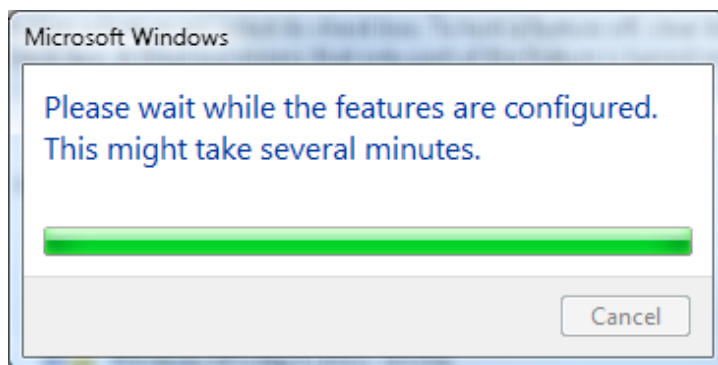 Microsoft Windows
Please wait while the features are configured.
This might take several minutes.
Cancel